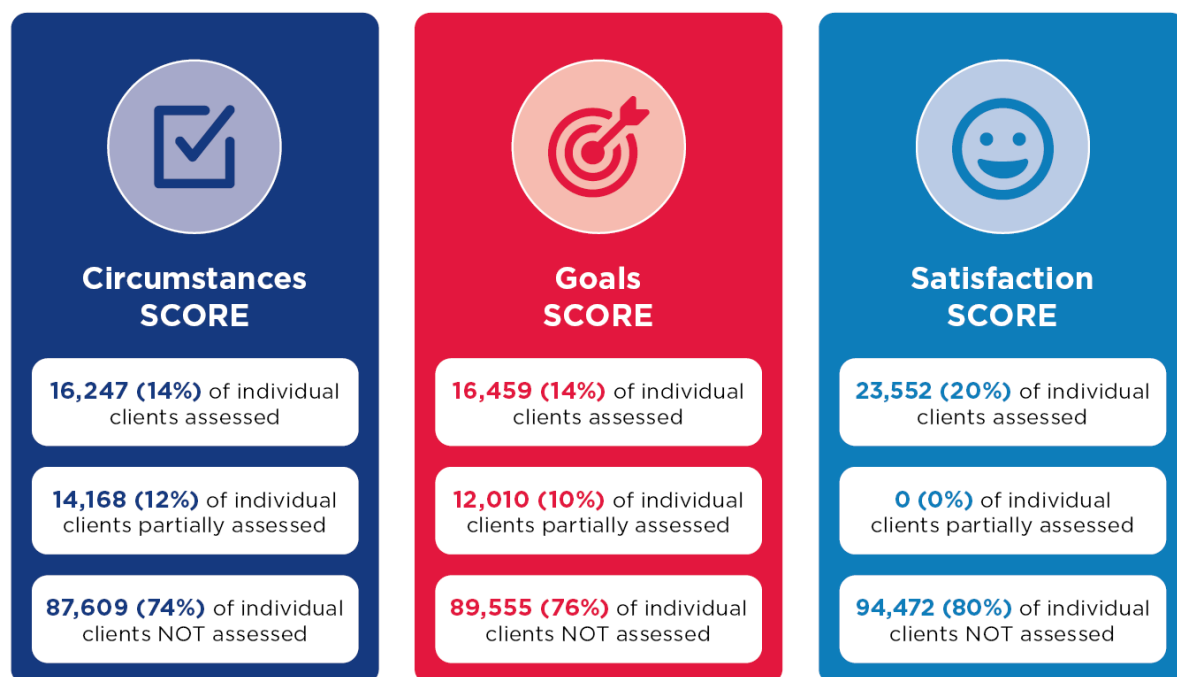 Circumstances
SCORE
16,247 (14%) of individual
clients assessed
14,168 (12%) of individual
clients partially assessed
87,609 (74%) of individual
clients NOT assessed
Goals
SCORE
16,459 (14%) of individual
clients assessed
12,010 (10%) of individual
clients partially assessed
89,555 (76%) of individual
clients NOT assessed
Satisfaction
SCORE
23,552 (20%) of individual
clients assessed
0 (0%) of individual
clients partially assessed
94,472 (80%) of individual
clients NOT assessed